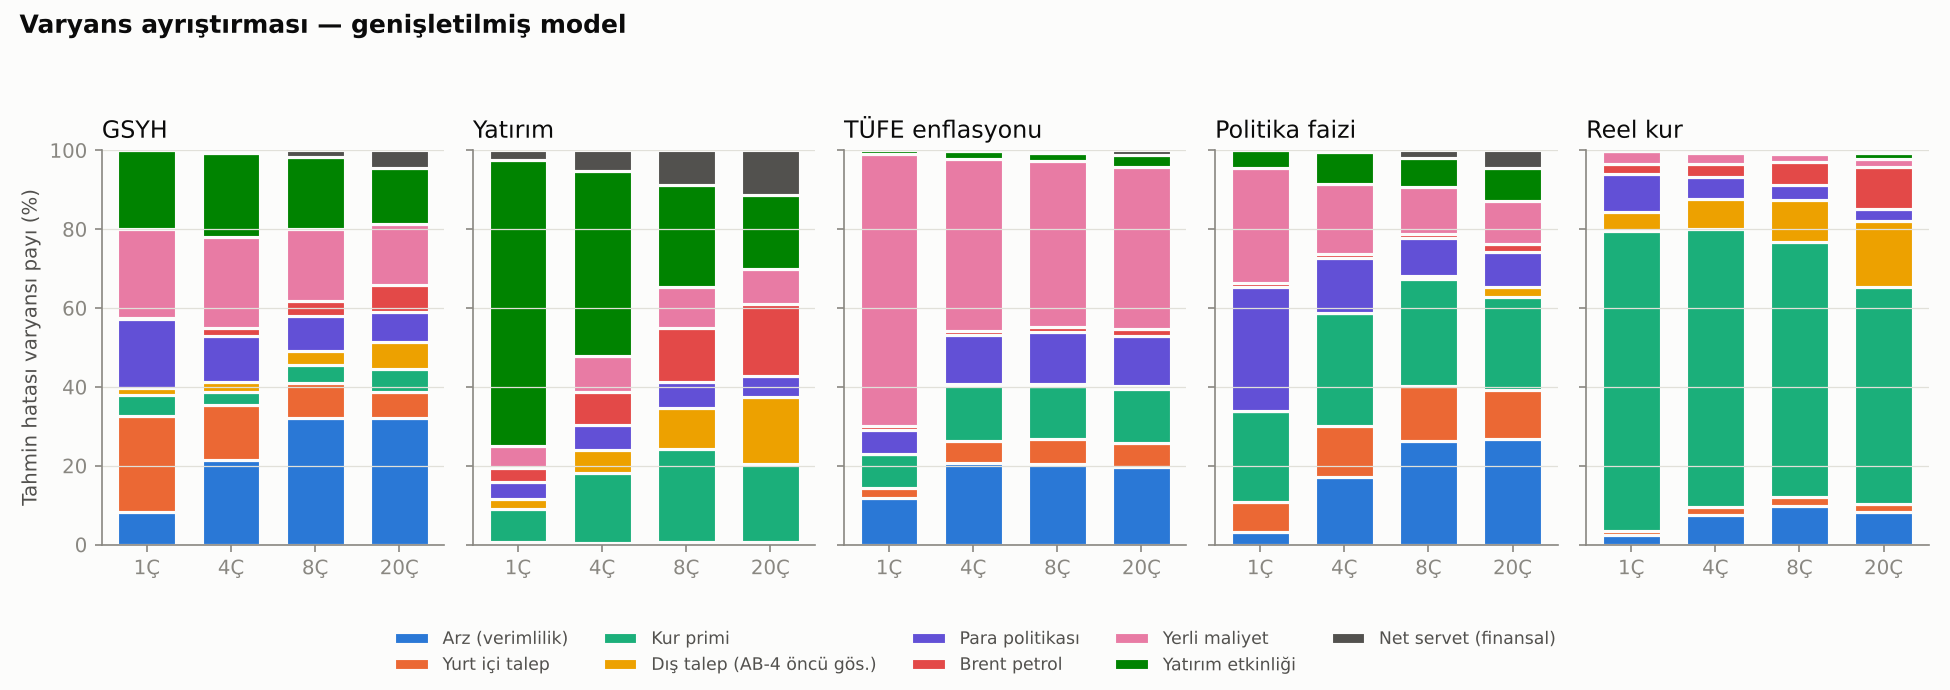 Varyans ayrıştırması — genişletilmiş model
GSYH
Yatırım
TÜFE enflasyonu
Politika faizi
Reel kur
Tahmin hatası varyansı payı (%)
100
80
60
40
20
0
1Ç 4Ç 8Ç 20Ç
1Ç 4Ç 8Ç 20Ç
1Ç 4Ç 8Ç 20Ç
1Ç 4Ç 8Ç 20Ç
1Ç 4Ç 8Ç 20Ç
Arz (verimlilik)
Yurt içi talep
Kur primi
Dış talep (AB-4 öncü gös.)
Para politikası
Brent petrol
Yerli maliyet
Yatırım etkinliği
Net servet (finansal)